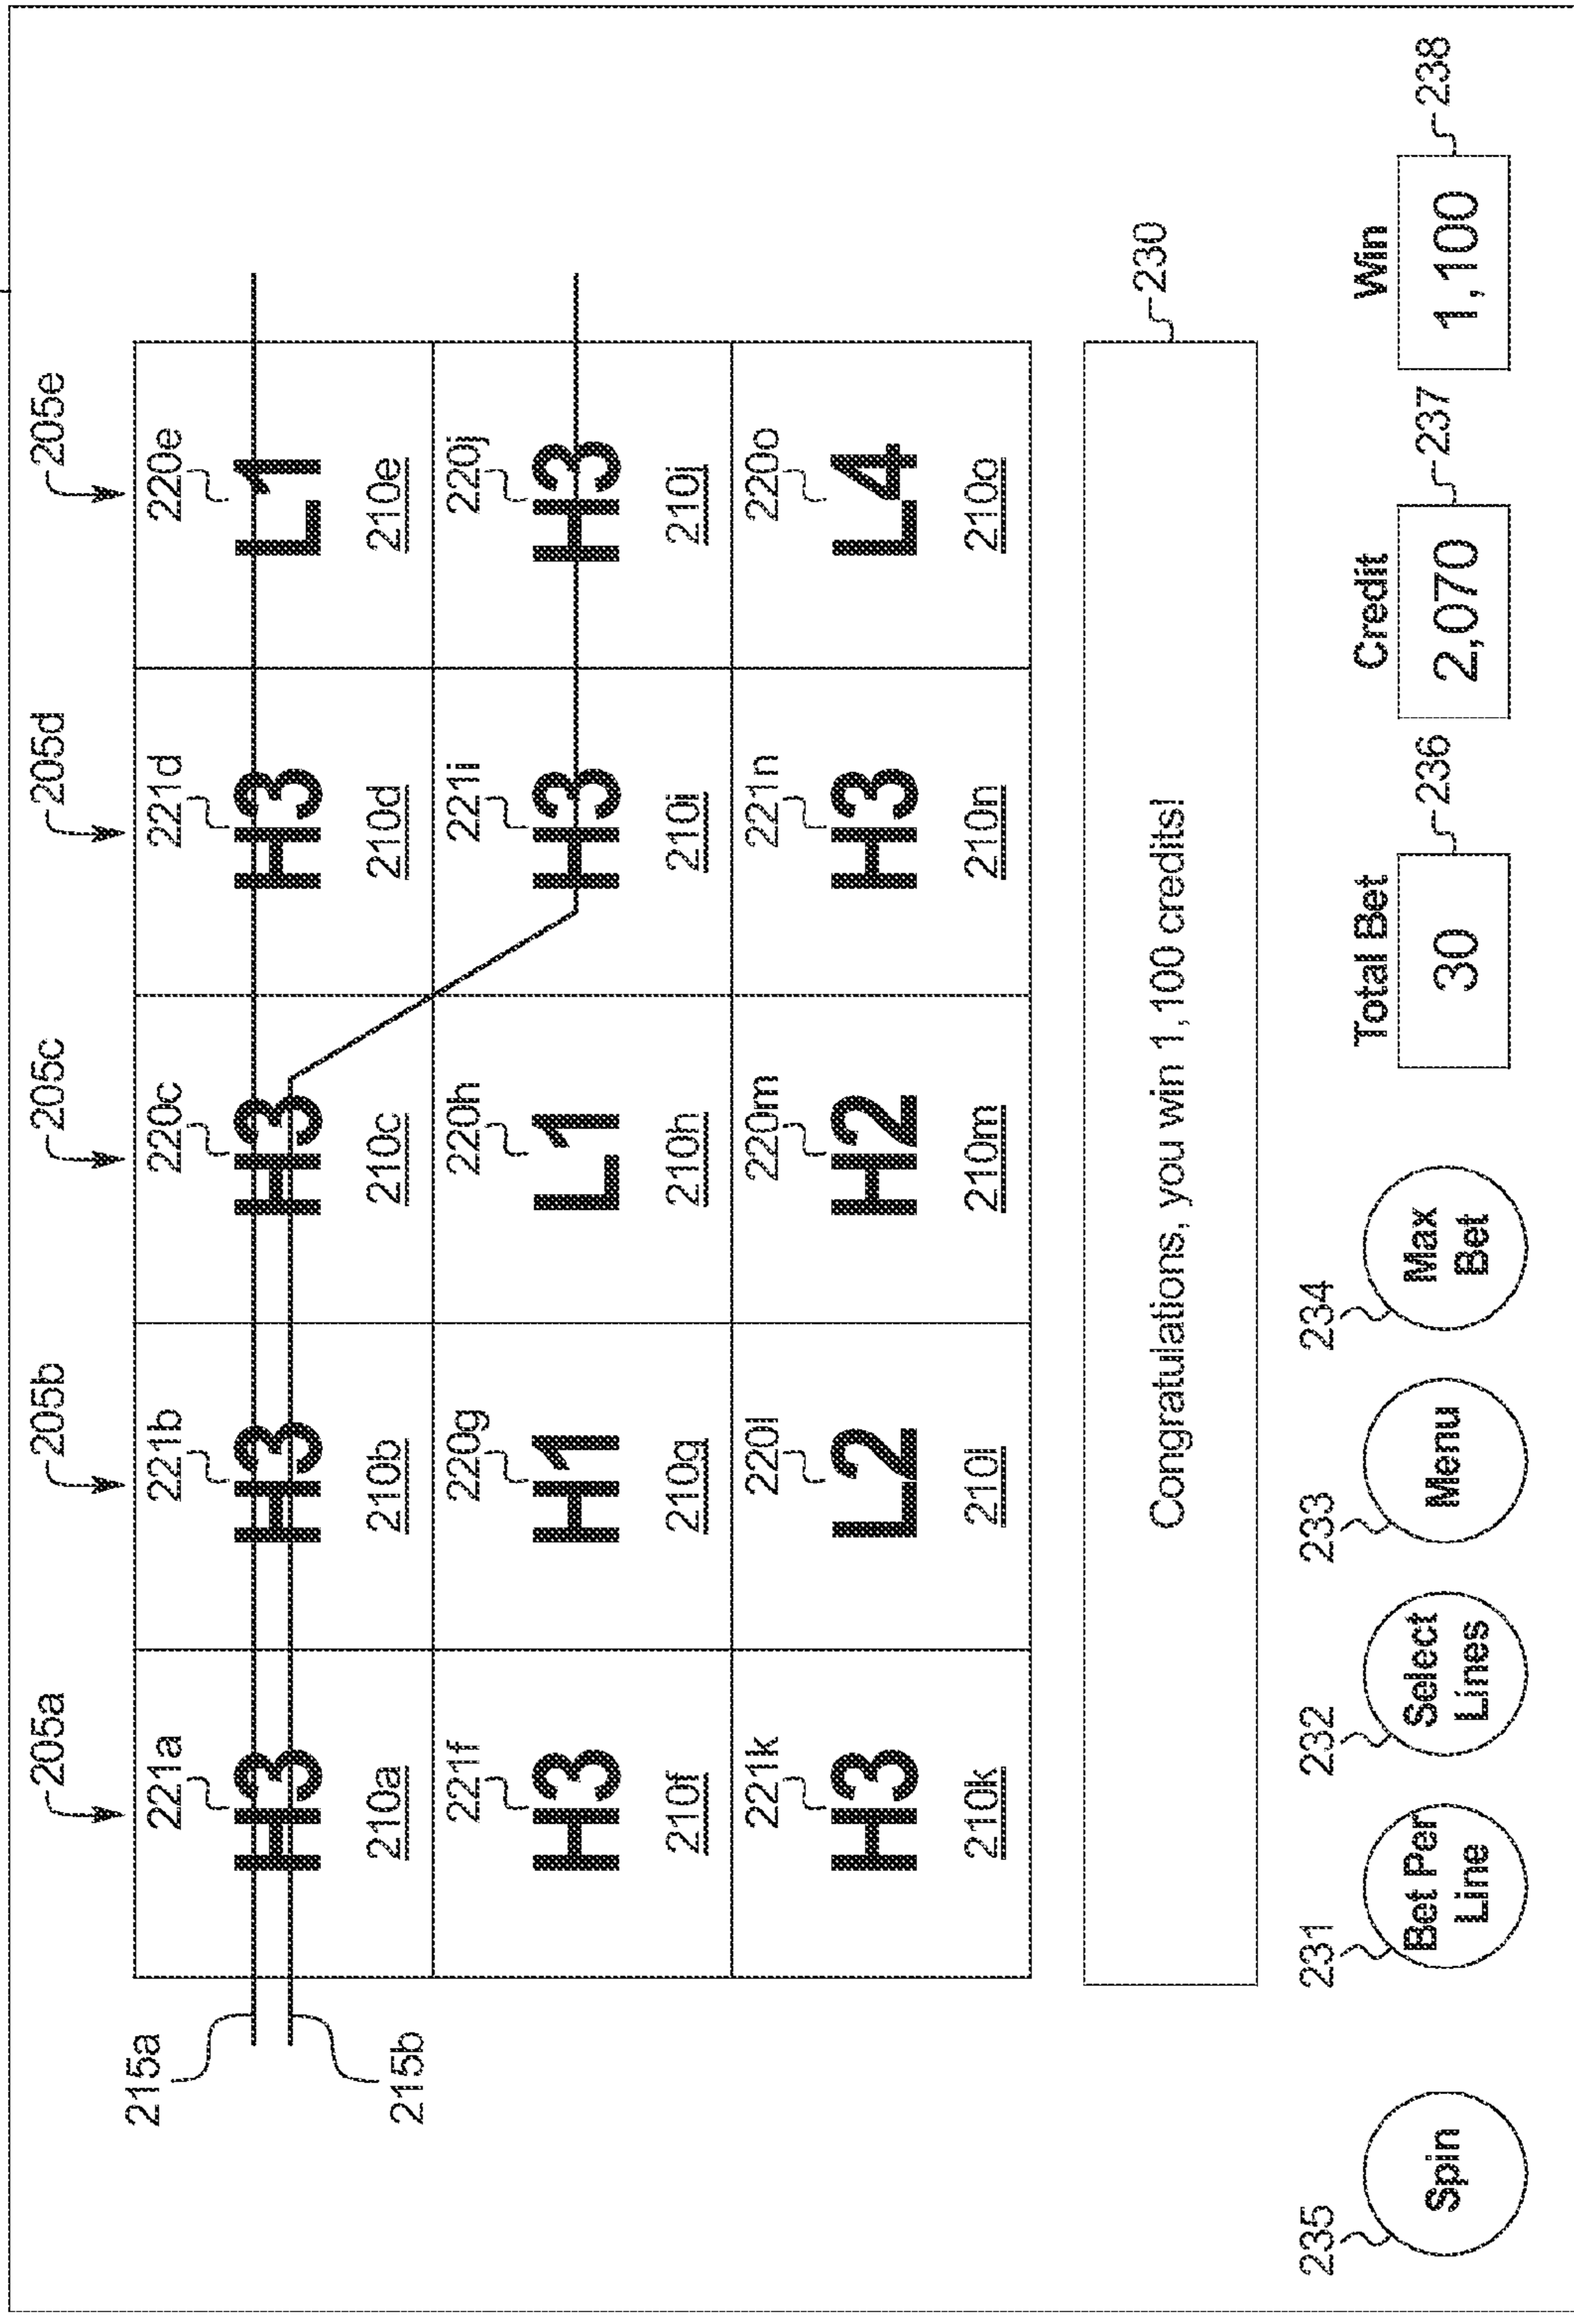 205a 205b 205c 205d 205e
221a 221b 220c 221d 220e
215a H3 H3 H3 H3 L1
210a 210b 210c 210d 210e
215b
221f 220g 220h 221i 220j
H3 H1 L1 H3 H3
210f 210g 210h 210i 210j
221k 220l 220m 221n 220o
H3 L2 H2 H3 L4
210k 210l 210m 210n 210o
230
Congratulations, you win 1,100 credits!
235 231 232 233 234
Total Bet Credit Win
Spin
Bet Per
Line
Select
Lines
Menu
Max
Bet
30 236 2,070 237 1,100 238